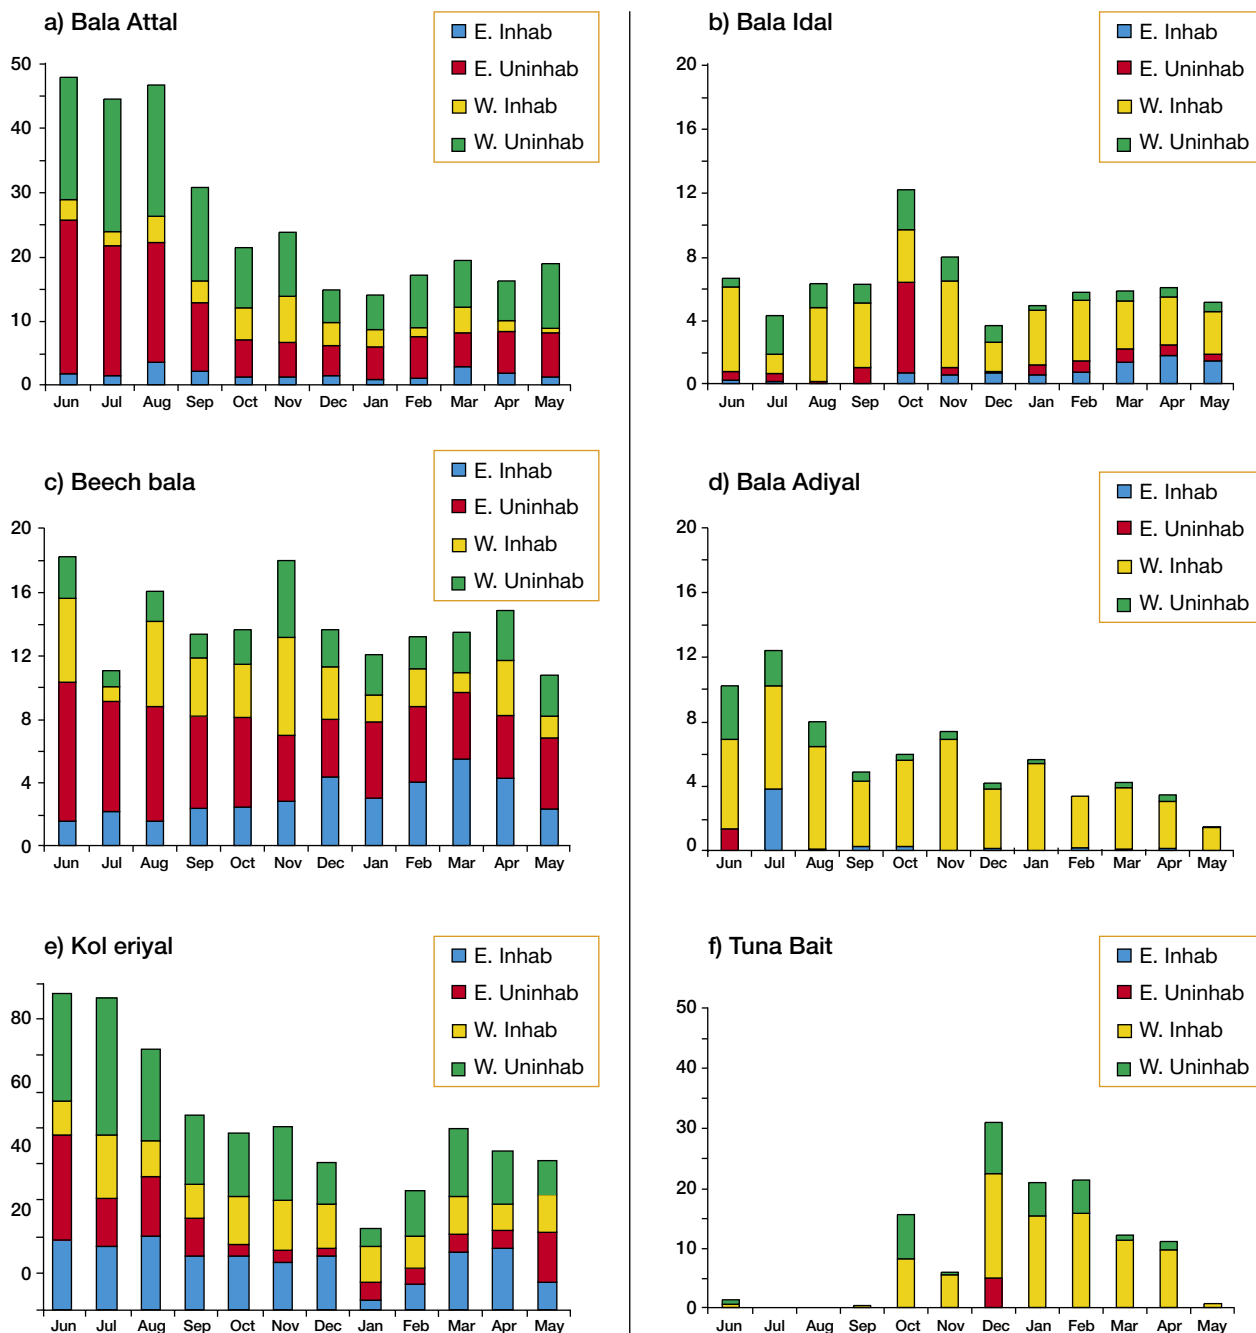 a) Bala Attal
E. Inhab
E. Uninhab
W. Inhab
W. Uninhab
50
40
30
20
10
0
Jun Jul Aug Sep Oct Nov Dec Jan Feb Mar Apr May
b) Bala Idal
E. Inhab
E. Uninhab
W. Inhab
W. Uninhab
20
16
12
8
4
0
Jun Jul Aug Sep Oct Nov Dec Jan Feb Mar Apr May
c) Beech bala
E. Inhab
E. Uninhab
W. Inhab
W. Uninhab
20
16
12
8
4
0
Jun Jul Aug Sep Oct Nov Dec Jan Feb Mar Apr May
d) Bala Adiyal
E. Inhab
E. Uninhab
W. Inhab
W. Uninhab
20
16
12
8
4
0
Jun Jul Aug Sep Oct Nov Dec Jan Feb Mar Apr May
e) Kol eriyal
E. Inhab
E. Uninhab
W. Inhab
W. Uninhab
80
60
40
20
0
Jun Jul Aug Sep Oct Nov Dec Jan Feb Mar Apr May
f) Tuna Bait
E. Inhab
E. Uninhab
W. Inhab
W. Uninhab
50
40
30
20
10
0
Jun Jul Aug Sep Oct Nov Dec Jan Feb Mar Apr May